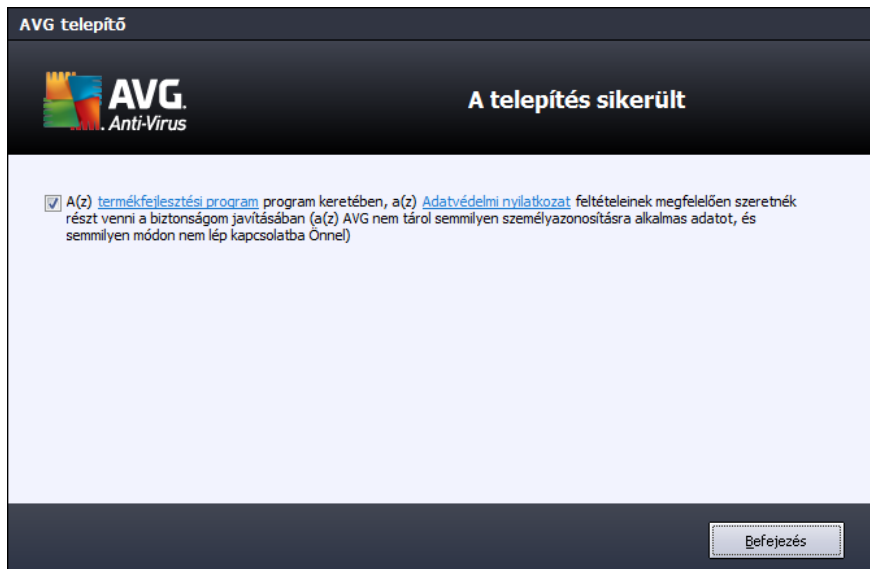 AVG telepítő
AVG.
Anti-Virus
A telepítés sikerült
A(z) termékfejlesztési program program keretében, a(z) Adatvédelmi nyilatkozat feltételeinek megfelelően szeretnék
részt venni a biztonságom javításában (a(z) AVG nem tárol semmilyen személyazonosításra alkalmas adatot, és
semmilyen módon nem lép kapcsolatba Önnel)
Befejezés